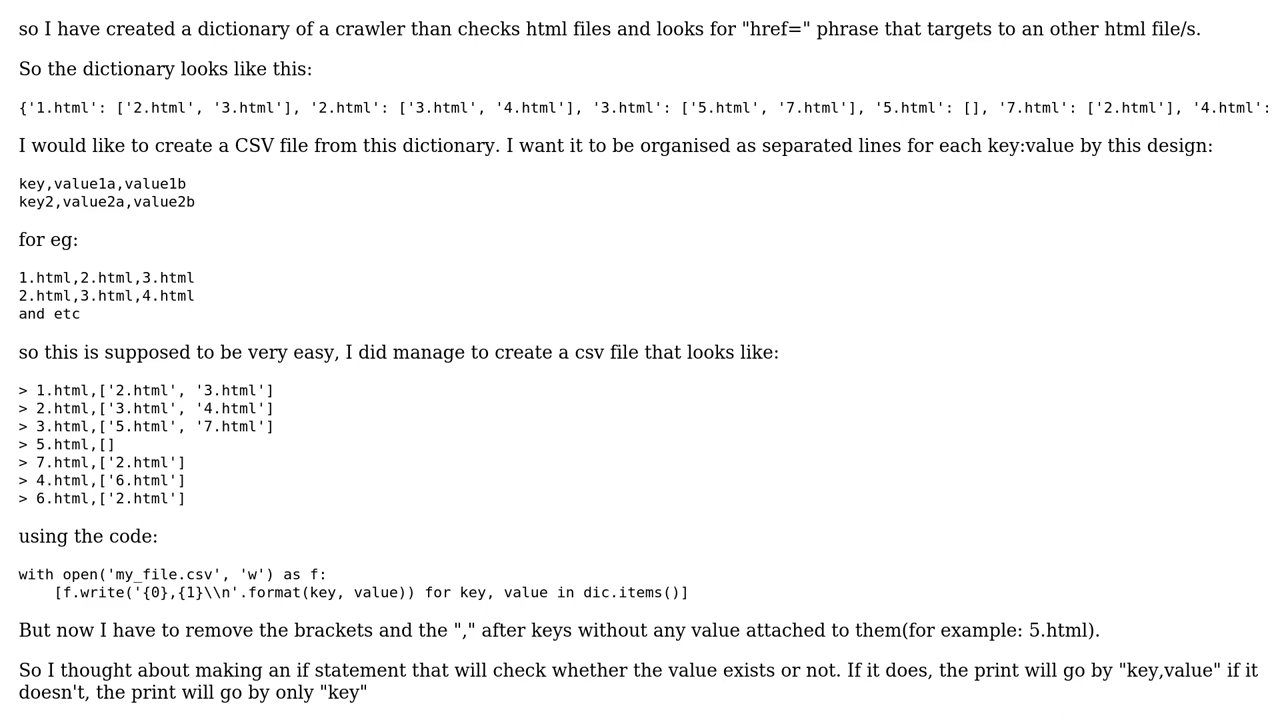 so I have created a dictionary of a crawler than checks html files and looks for "href=" phrase that targets to an other html file/s.
So the dictionary looks like this:
{'1.html': ['2.html', '3.html'], '2.html': ['3.html', '4.html'], '3.html': ['5.html', '7.html'], '5.html': [], '7.html': ['2.html'], '4.html':
I would like to create a CSV file from this dictionary. I want it to be organised as separated lines for each key:value by this design:
key,value1a,value1b
key2,value2a,value2b
for eg:
1.html,2.html,3.html
2.html,3.html,4.html
and etc
so this is supposed to be very easy, I did manage to create a csv file that looks like:
> 1.html,['2.html', '3.html']
> 2.html,['3.html', '4.html']
> 3.html,['5.html', '7.html']
> 5.html,[]
> 7.html,['2.html']
> 4.html,['6.html']
> 6.html,['2.html']
using the code:
with open('my_file.csv', 'w') as f:
    [f.write('{0},{1}\\n'.format(key, value)) for key, value in dic.items()]
But now I have to remove the brackets and the "," after keys without any value attached to them(for example: 5.html).
So I thought about making an if statement that will check whether the value exists or not. If it does, the print will go by "key,value" if it
doesn't, the print will go by only "key"